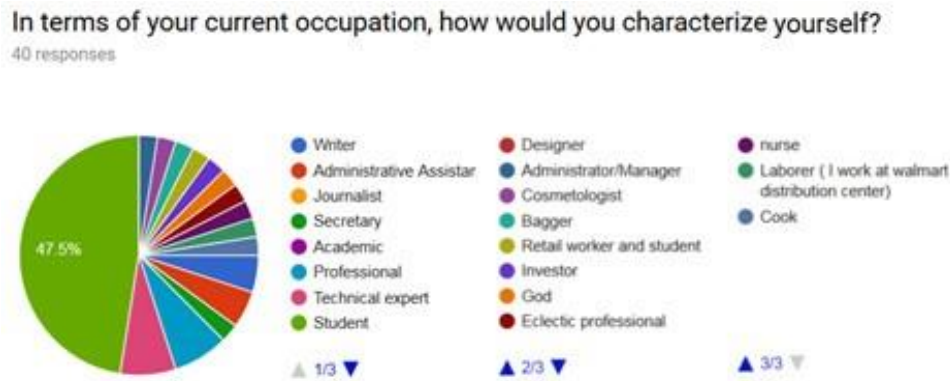 In terms of your current occupation, how would you characterize yourself?
40 responses
47.5%
Writer
Administrative Assistar
Journalist
Secretary
Academic
Professional
Technical expert
Student
1/3
Designer
Administrator/Manager
Cosmetologist
Bagger
Retail worker and student
Investor
God
Eclectic professional
2/3
nurse
Laborer ( I work at walmart
distribution center)
Cook
3/3